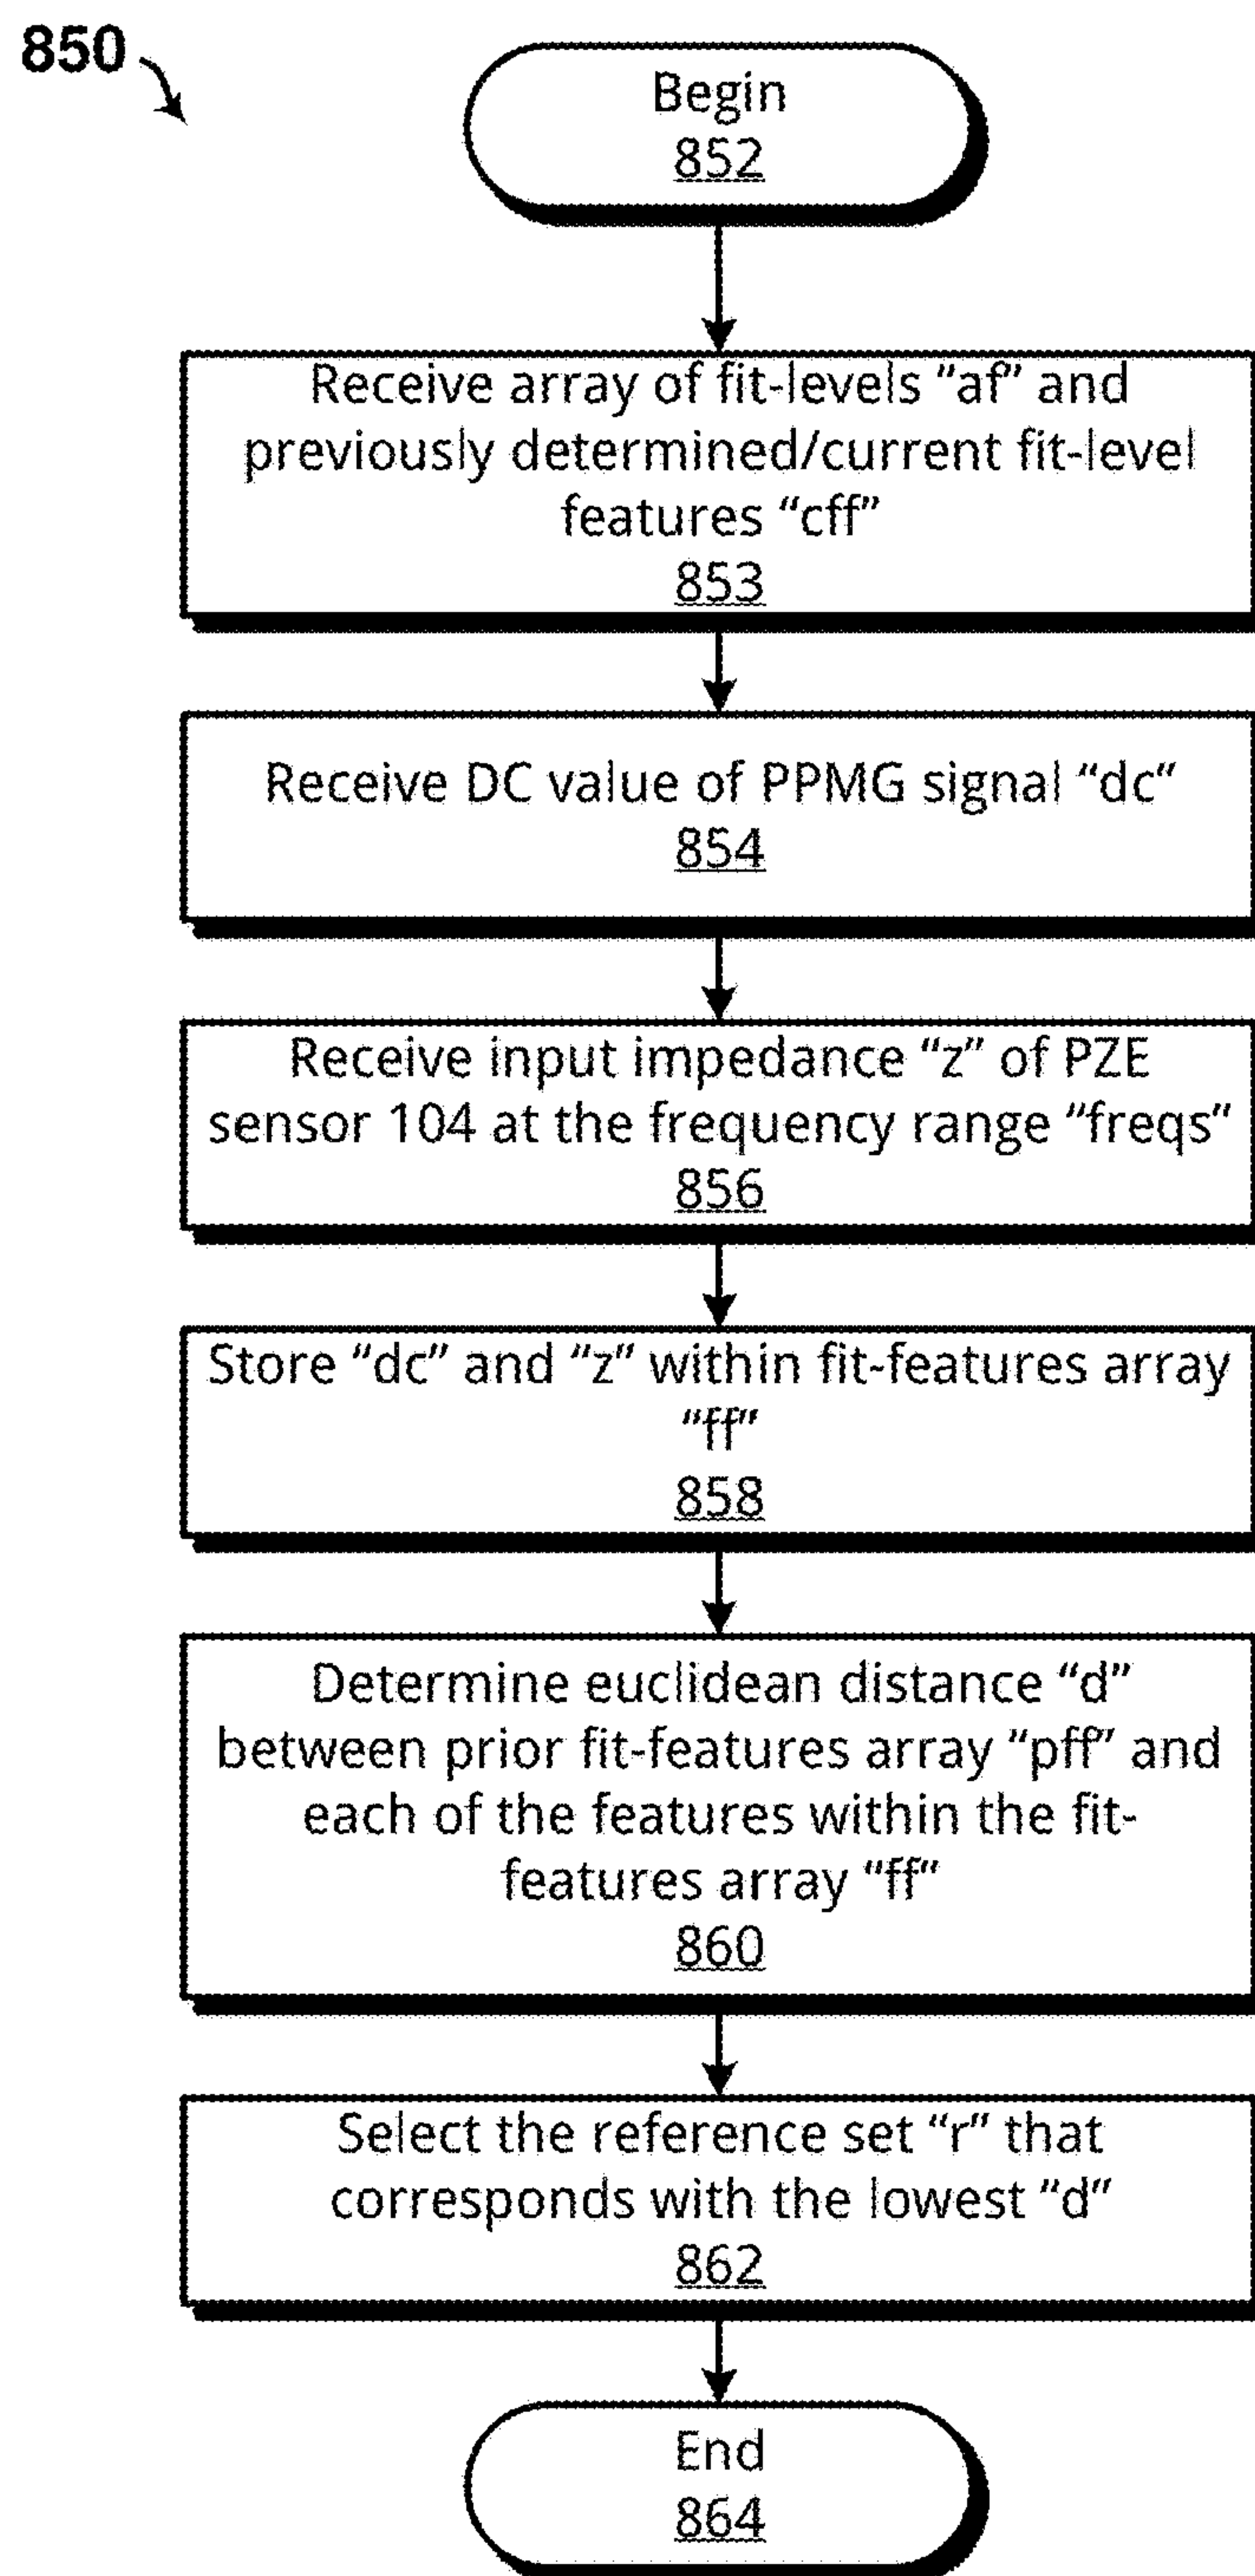 850
Begin
852
Receive array of fit-levels “af” and
previously determined/current fit-level
features “cff”
853
Receive DC value of PPMG signal “dc“
854
Receive input impedance “z” of PZE
sensor 104 at the frequency range “freqs”
856
Store “dc” and “z” within fit-features array
“ff”
858
Determine euclidean distance “d”
between prior fit-features array “pff” and
each of the features within the fit-
features array “ff”
860
Select the reference set “r” that
corresponds with the lowest “d”
862
End
864